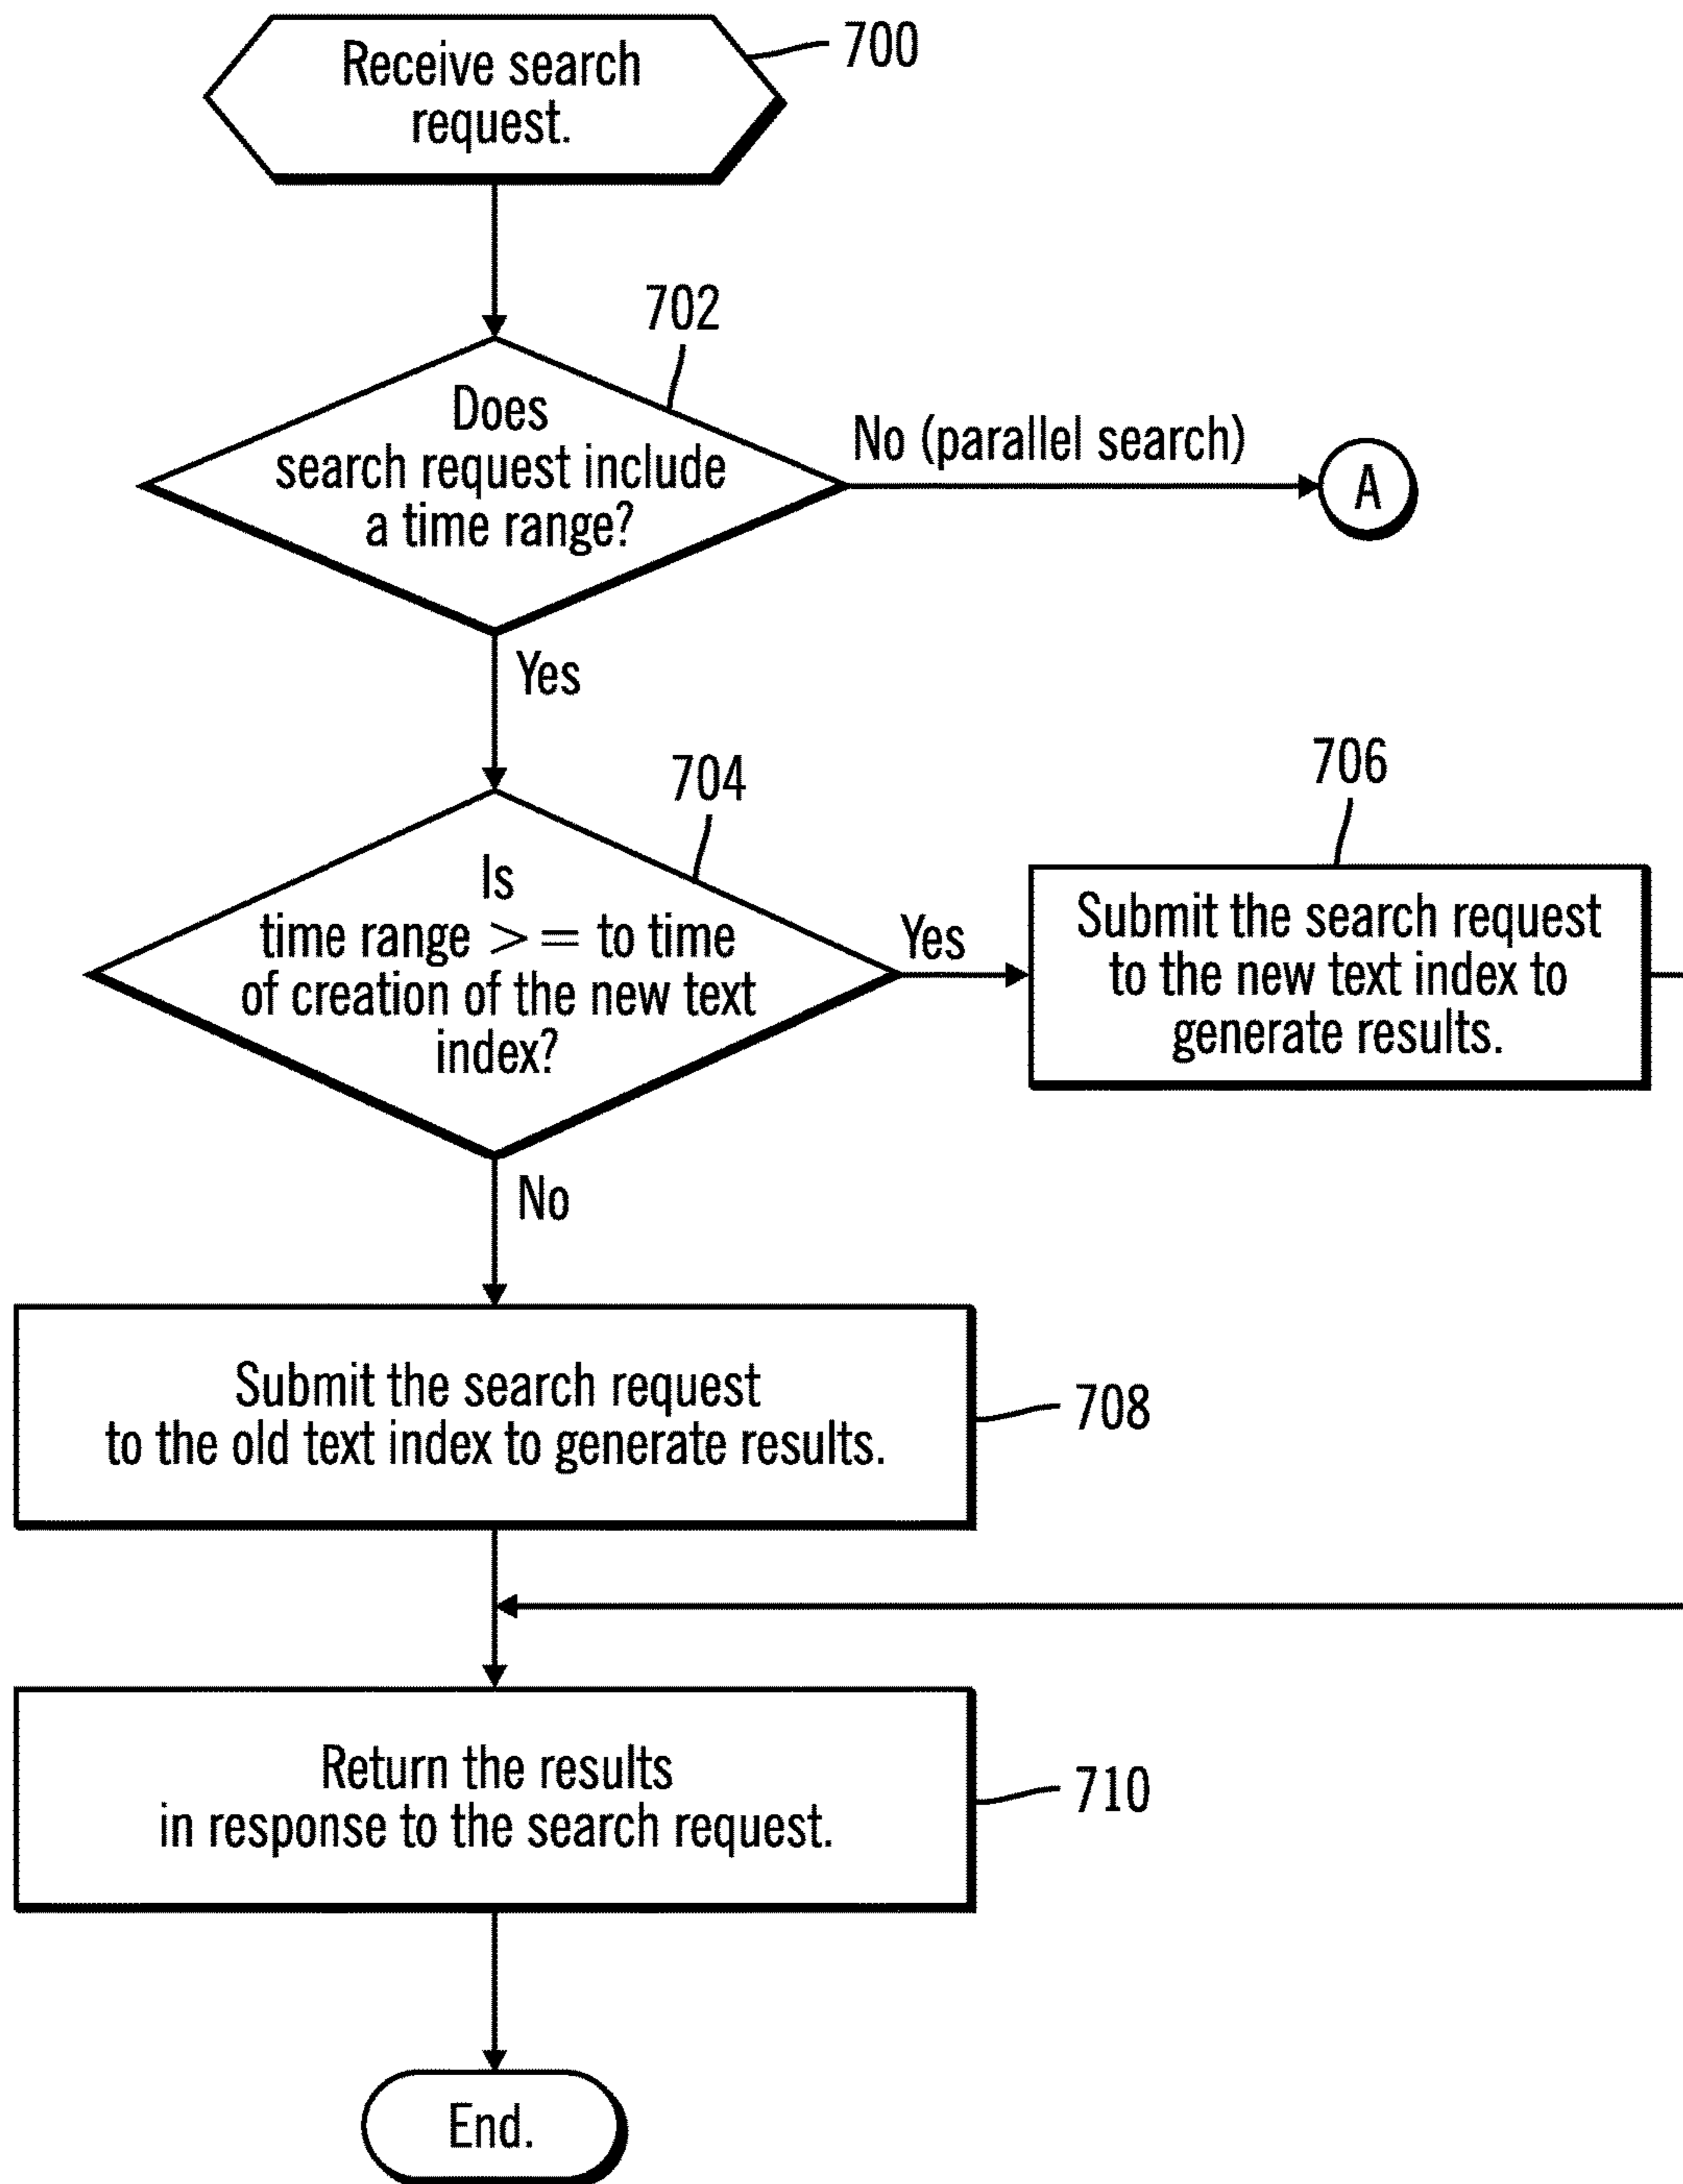 Receive search
request.
700
702
Does
search request include
a time range?
No (parallel search)
A
Yes
704
706
Is
time range >= to time
of creation of the new text
index?
Yes
Submit the search request
to the new text index to
generate results.
No
Submit the search request
to the old text index to generate results.
708
Return the results
in response to the search request.
710
End.